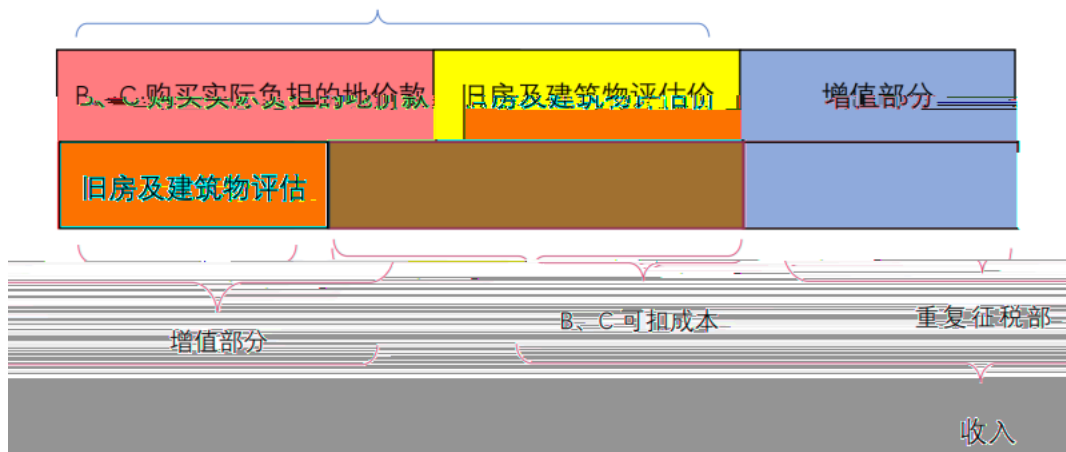 B、C 购买实际负担的地价款
旧房及建筑物评估价
增值部分
旧房及建筑物评估
增值部分
B、C 可扣成本
重复征税部
收入